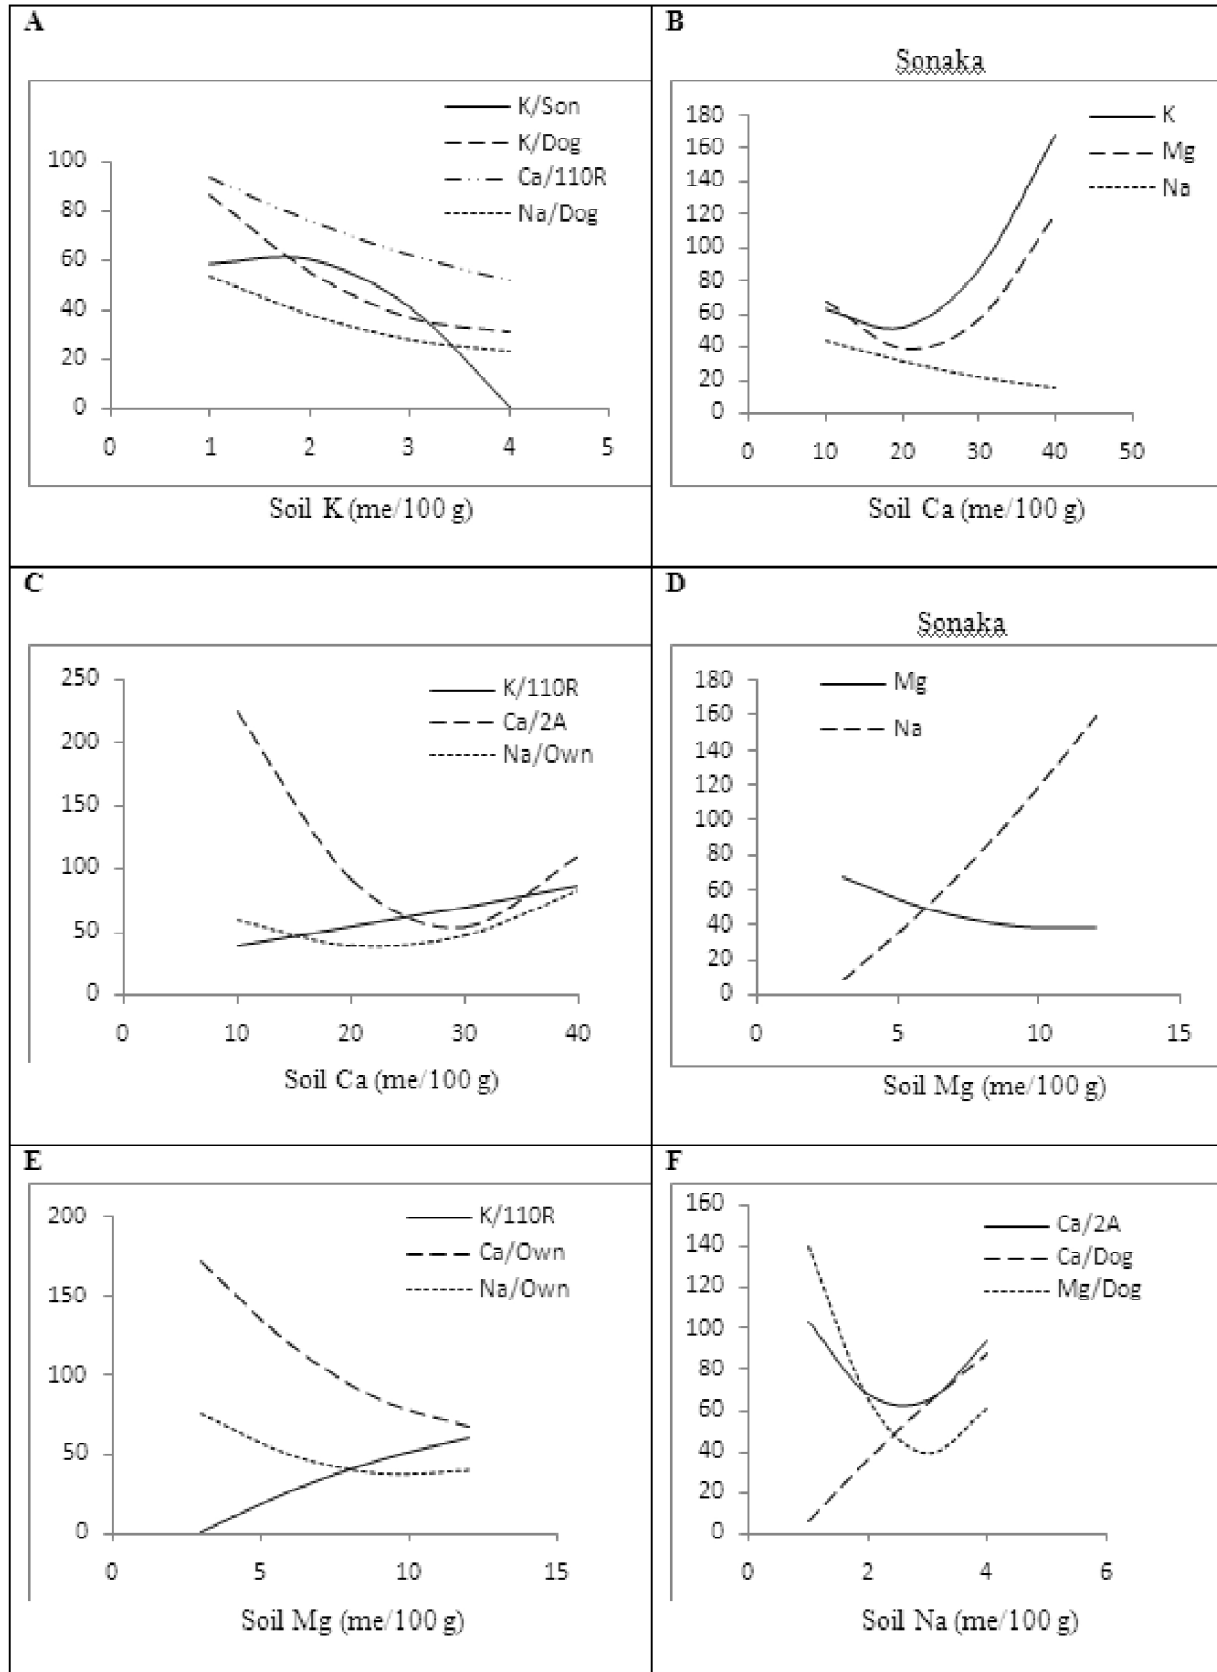 A
K/Son
K/Dog
Ca/110R
Na/Dog
100
80
60
40
20
0
0 1 2 3 4 5
Soil K (me/100 g)
B
Sonaka
K
Mg
Na
180
160
140
120
100
80
60
40
20
0
0 10 20 30 40 50
Soil Ca (me/100 g)
C
K/110R
Ca/2A
Na/Own
250
200
150
100
50
0
0 10 20 30 40
Soil Ca (me/100 g)
D
Sonaka
Mg
Na
180
160
140
120
100
80
60
40
20
0
0 5 10 15
Soil Mg (me/100 g)
E
K/110R
Ca/Own
Na/Own
200
150
100
50
0
0 5 10 15
Soil Mg (me/100 g)
F
Ca/2A
Ca/Dog
Mg/Dog
160
140
120
100
80
60
40
20
0
0 2 4 6
Soil Na (me/100 g)